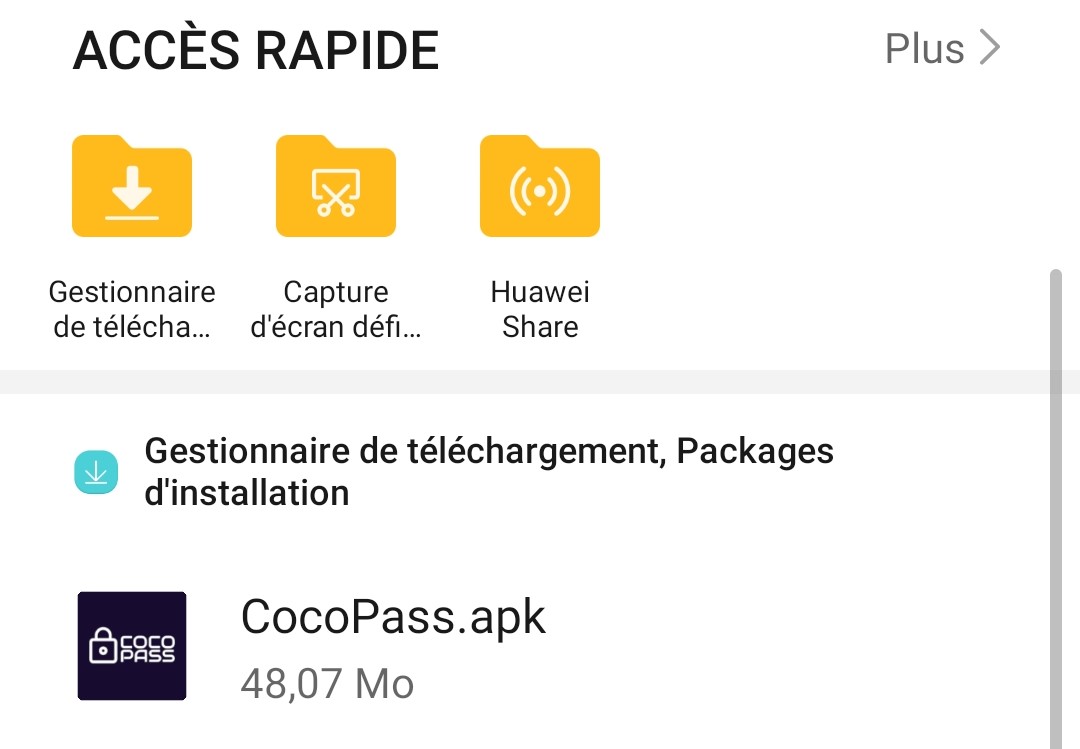 ACCÈS RAPIDE
Plus
Gestionnaire
de télécha...
Capture
d'écran défi...
Huawei
Share
Gestionnaire de téléchargement, Packages
d'installation
COCO
PASS
CocoPass.apk
48,07 Mo